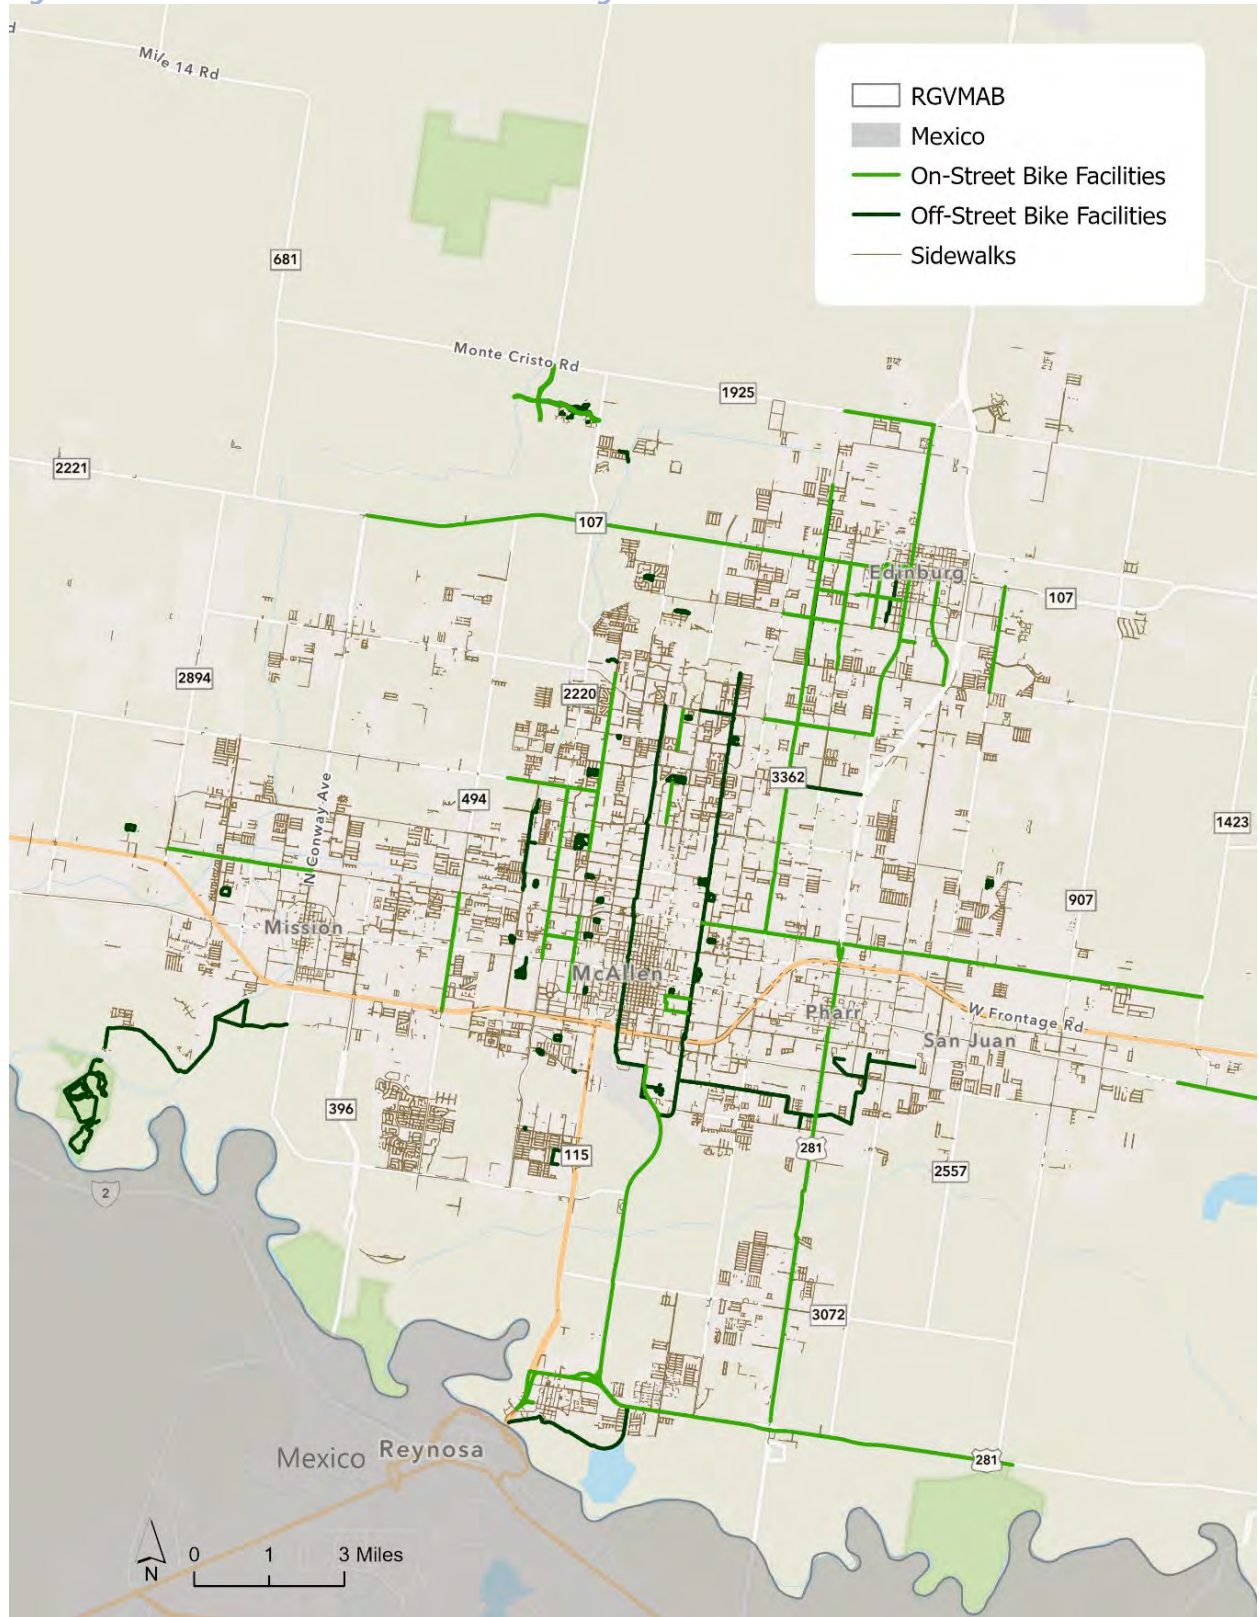 d
Mile 14 Rd
RGVMAB
Mexico
On-Street Bike Facilities
Off-Street Bike Facilities
Sidewalks
681
Monte Cristo Rd
1925
2221
107
Edinburg
107
2894
2220
3362
494
N Conway Ave
1423
907
Mission
McAllen
Pharr
W Frontage Rd
San Juan
396
281
115
2557
2
3072
Mexico
Reynosa
281
N
0 1 3 Miles